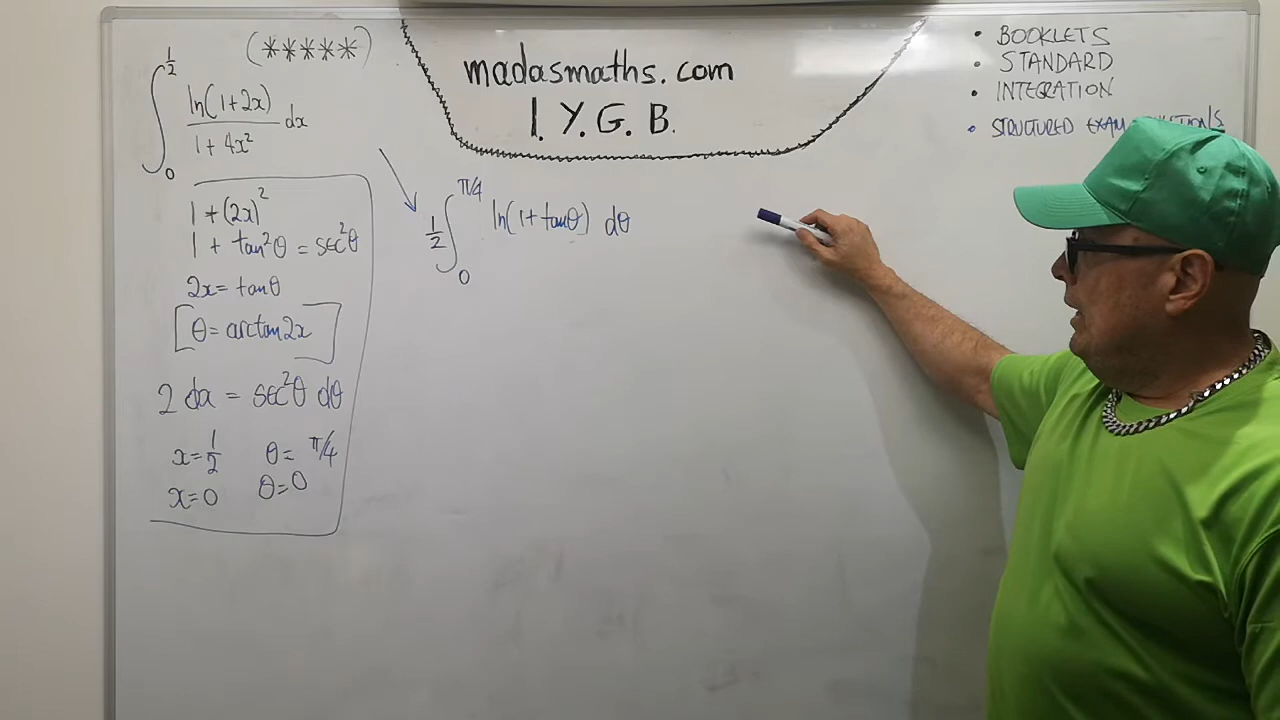 (*****)
∫₀^½ ln(1+2x)/(1+4x²) dx
madasmaths.com
I.Y.G.B.
• BOOKLETS
• STANDARD
• INTEGRATION
• STRUCTURED EXAM QUESTIONS
1 + (2x)²
1 + tan²θ = sec²θ
2x = tanθ
[θ = arctan2x]
2 dx = sec²θ dθ
x = 1/2 θ = π/4
x = 0 θ = 0
½ ∫₀^π/4 ln(1+tanθ) dθ